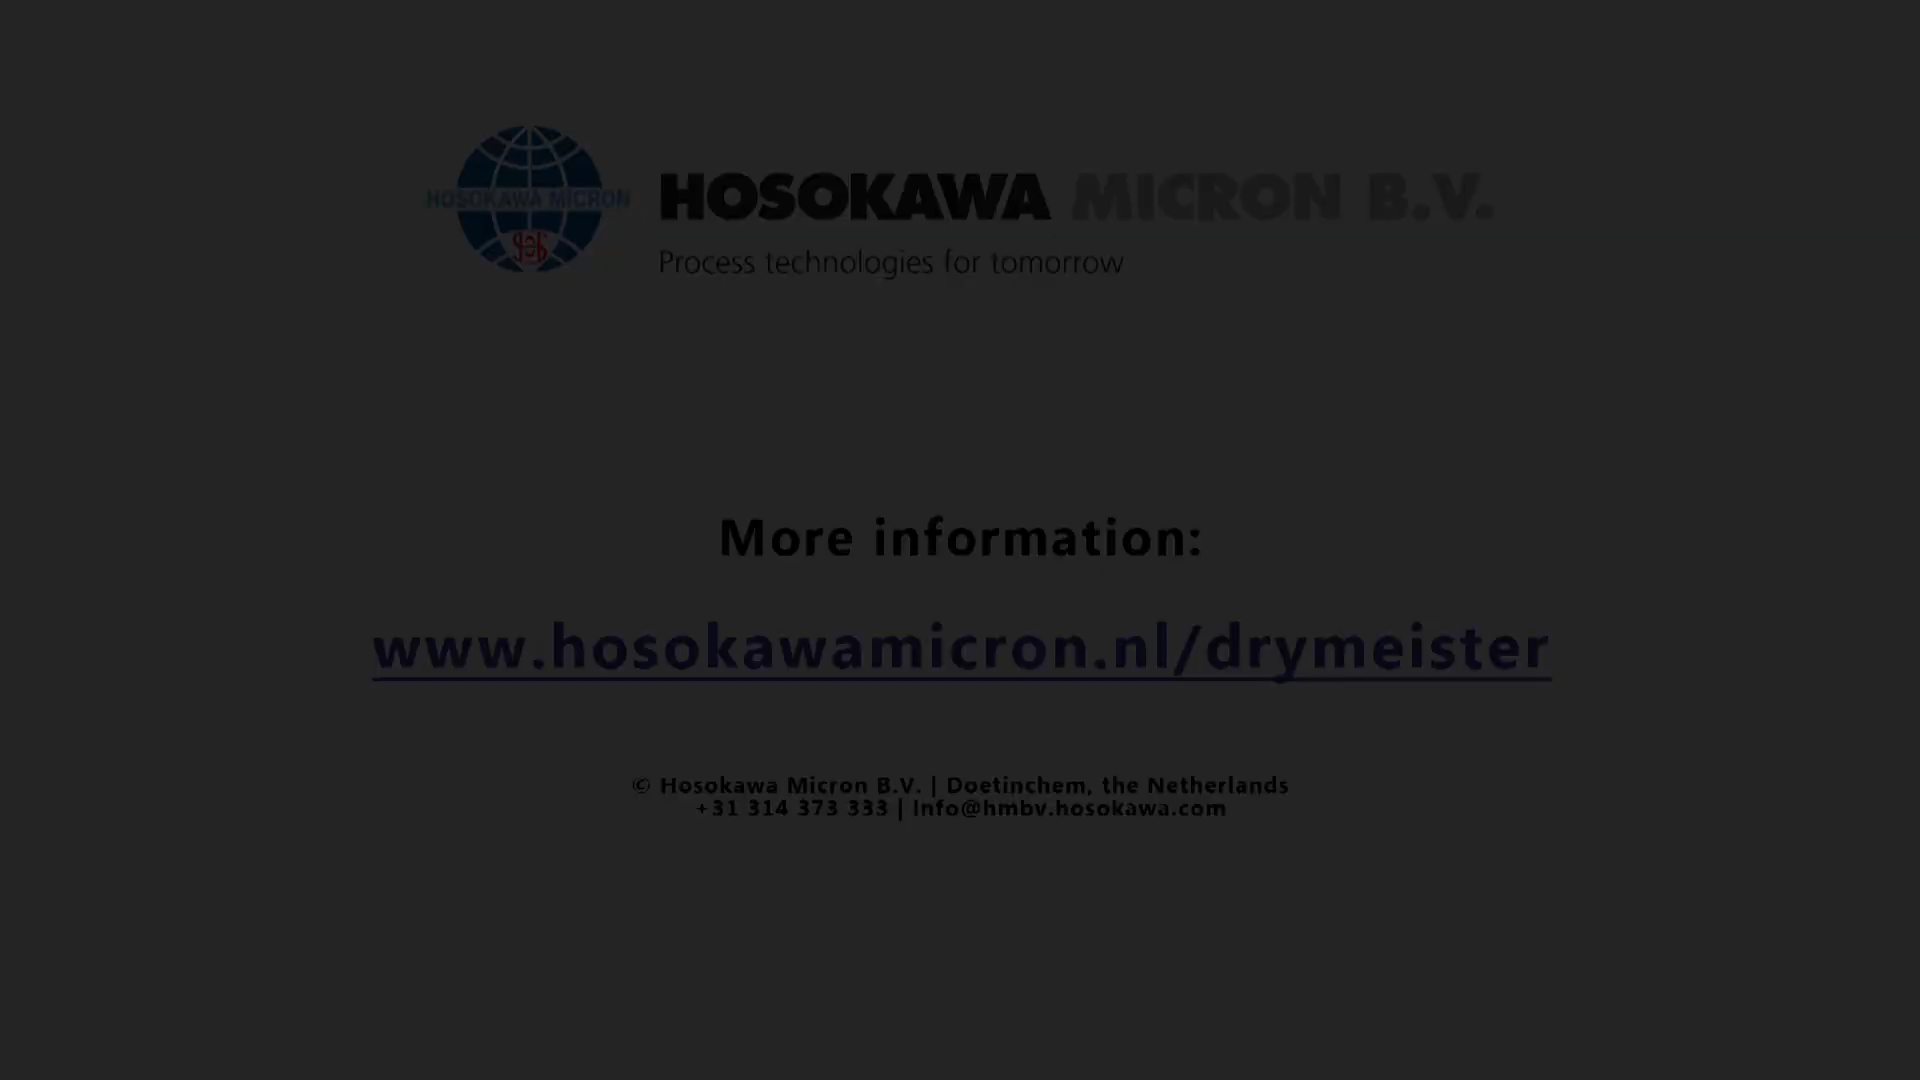 HOSOKAWA MICRON
HOSOKAWA MICRON B.V.
Process technologies for tomorrow
More information:
www.hosokawamicron.nl/drymeister
© Hosokawa Micron B.V. | Doetinchem, the Netherlands
+31 314 373 333 | info@hmbv.hosokawa.com